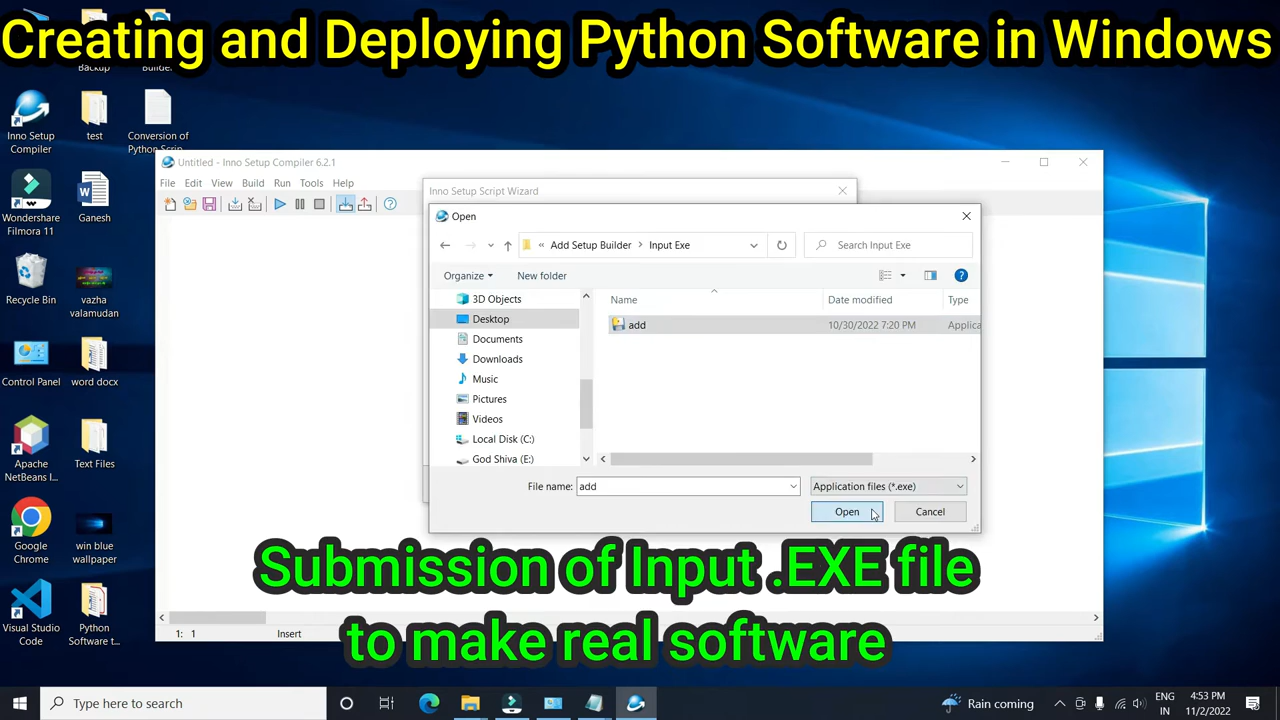 Creating and Deploying Python Software in Windows
Backup
Builder
Inno Setup
Compiler
test
Conversion of
Python Scrip...
Wondershare
Filmora 11
Ganesh
Recycle Bin
vazha
valamudan
Control Panel
word docx
Apache
NetBeans I...
Text Files
Google
Chrome
win blue
wallpaper
Visual Studio
Code
Python
Software t...
Untitled - Inno Setup Compiler 6.2.1
File Edit View Build Run Tools Help
Inno Setup Script Wizard
Open
« Add Setup Builder > Input Exe
Search Input Exe
Organize New folder
Name Date modified Type
3D Objects
Desktop
Documents
Downloads
Music
Pictures
Videos
Local Disk (C:)
God Shiva (E:)
add 10/30/2022 7:20 PM Applica
File name: add Application files (*.exe)
Open Cancel
1: 1 Insert
Submission of Input .EXE file
to make real software
Type here to search
Rain coming
ENG
IN
4:53 PM
11/2/2022